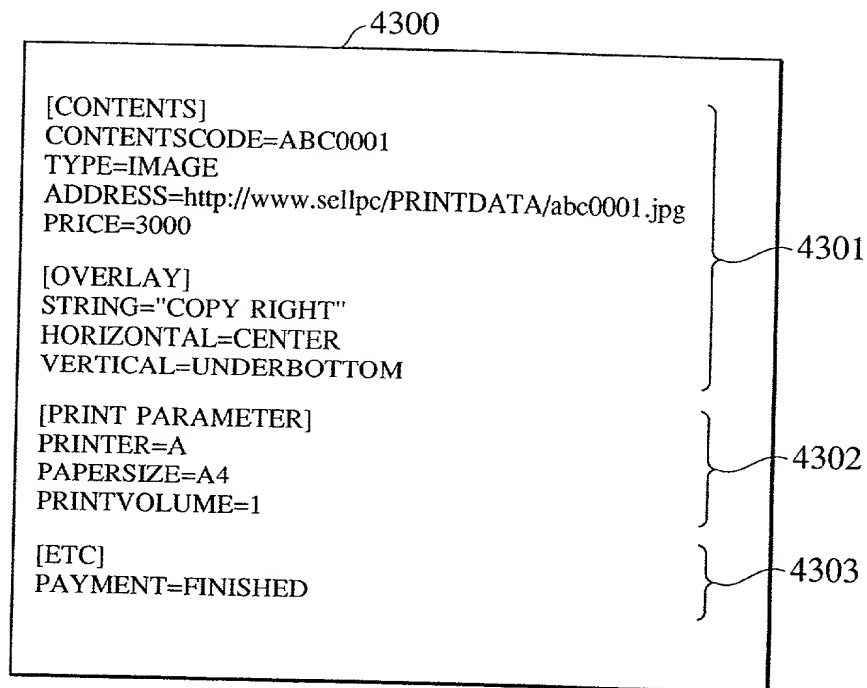 4300
[CONTENTS]
CONTENTSCODE=ABC0001
TYPE=IMAGE
ADDRESS=http://www.sellpc/PRINTDATA/abc0001.jpg
PRICE=3000
4301
[OVERLAY]
STRING="COPY RIGHT"
HORIZONTAL=CENTER
VERTICAL=UNDERBOTTOM
[PRINT PARAMETER]
PRINTER=A
PAPERSIZE=A4
4302
PRINTVOLUME=1
[ETC]
4303
PAYMENT=FINISHED